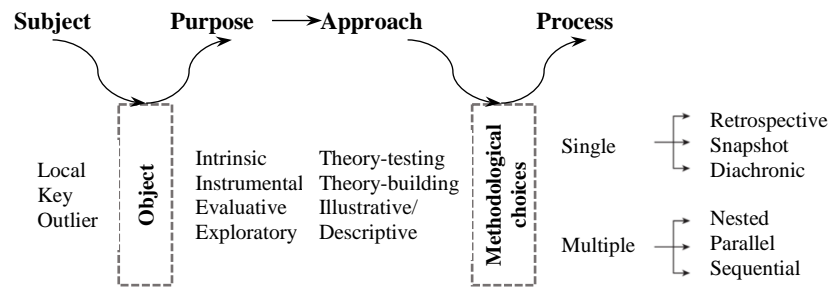 Subject
Purpose
Approach
Process
Local
Key
Outlier
Object
Intrinsic
Instrumental
Evaluative
Exploratory
Theory-testing
Theory-building
Illustrative/
Descriptive
Methodological
choices
Single
Retrospective
Snapshot
Diachronic
Multiple
Nested
Parallel
Sequential